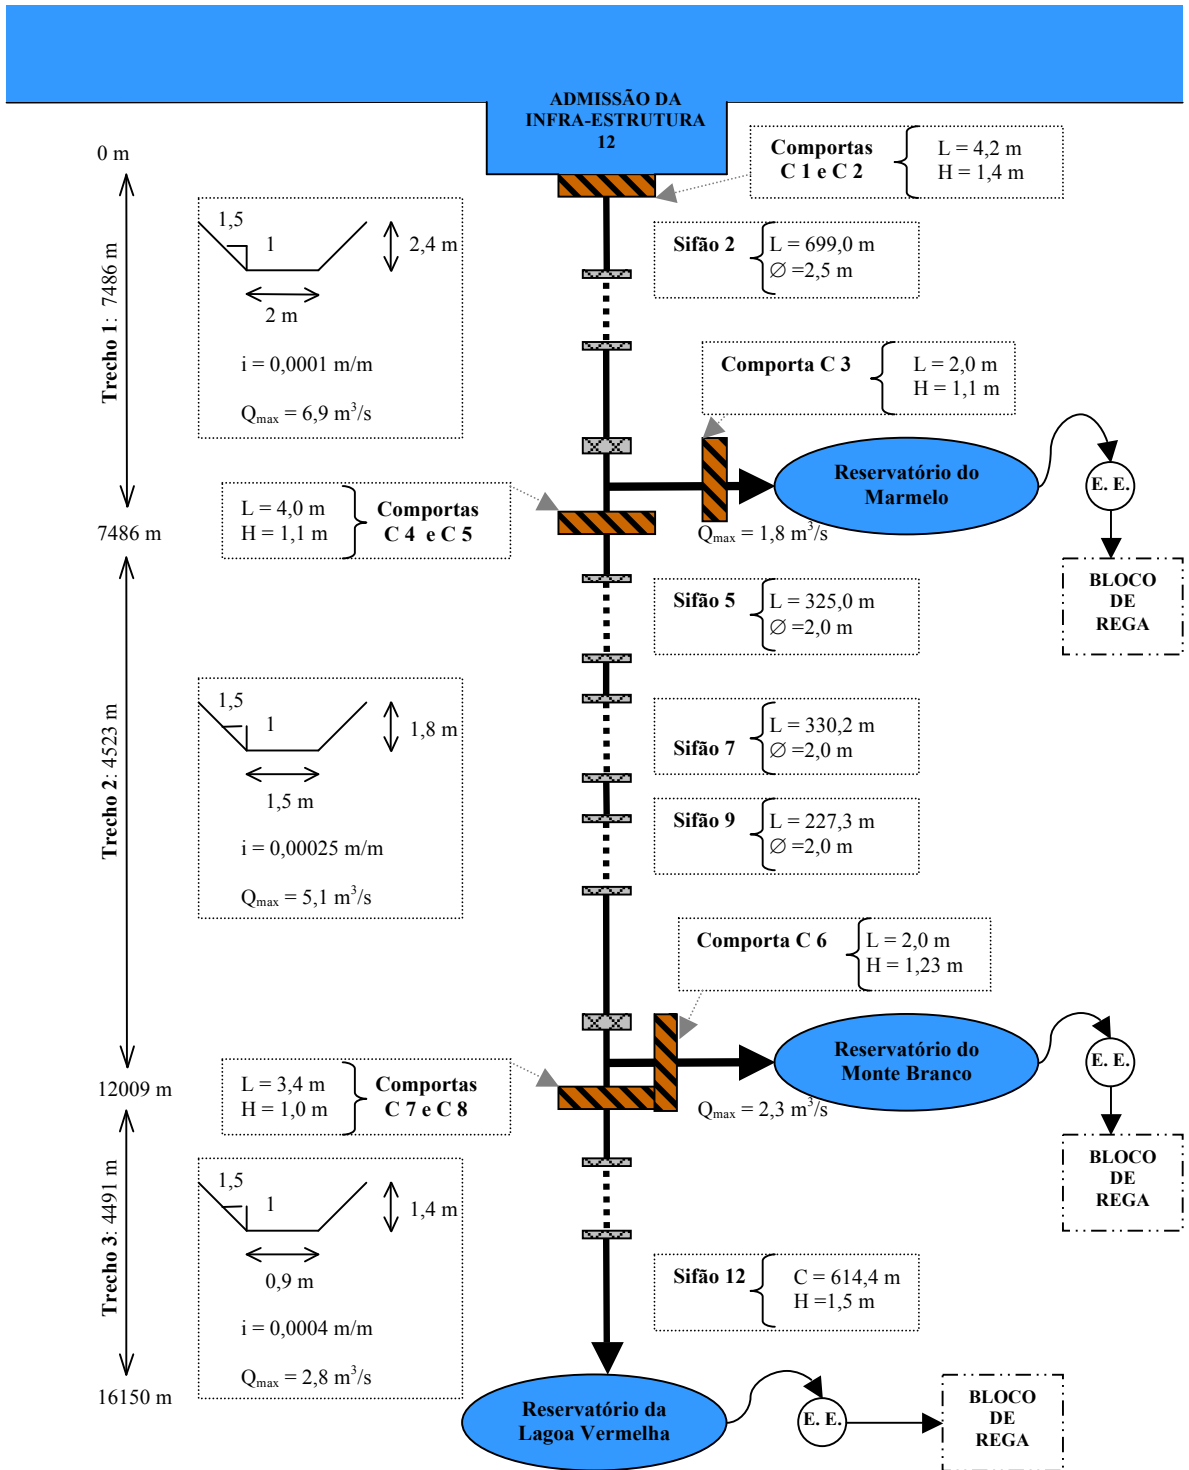 ADMISSÃO DA
INFRA-ESTRUTURA
12
0 m
Comportas
C 1 e C 2
L = 4,2 m
H = 1,4 m
1,5
1
2,4 m
2 m
i = 0,0001 m/m
Qmax = 6,9 m³/s
Trecho 1: 7486 m
Sifão 2
L = 699,0 m
∅ =2,5 m
Comporta C 3
L = 2,0 m
H = 1,1 m
Reservatório do
Marmelo
E. E.
Qmax = 1,8 m³/s
L = 4,0 m
H = 1,1 m
Comportas
C 4 e C 5
7486 m
BLOCO
DE
REGA
Sifão 5
L = 325,0 m
∅ =2,0 m
1,5
1
1,8 m
1,5 m
i = 0,00025 m/m
Qmax = 5,1 m³/s
Trecho 2: 4523 m
Sifão 7
L = 330,2 m
∅ =2,0 m
Sifão 9
L = 227,3 m
∅ =2,0 m
Comporta C 6
L = 2,0 m
H = 1,23 m
Reservatório do
Monte Branco
E. E.
Qmax = 2,3 m³/s
12009 m
L = 3,4 m
H = 1,0 m
Comportas
C 7 e C 8
BLOCO
DE
REGA
1,5
1
1,4 m
0,9 m
i = 0,0004 m/m
Qmax = 2,8 m³/s
Trecho 3: 4491 m
Sifão 12
C = 614,4 m
H =1,5 m
16150 m
Reservatório da
Lagoa Vermelha
E. E.
BLOCO
DE
REGA